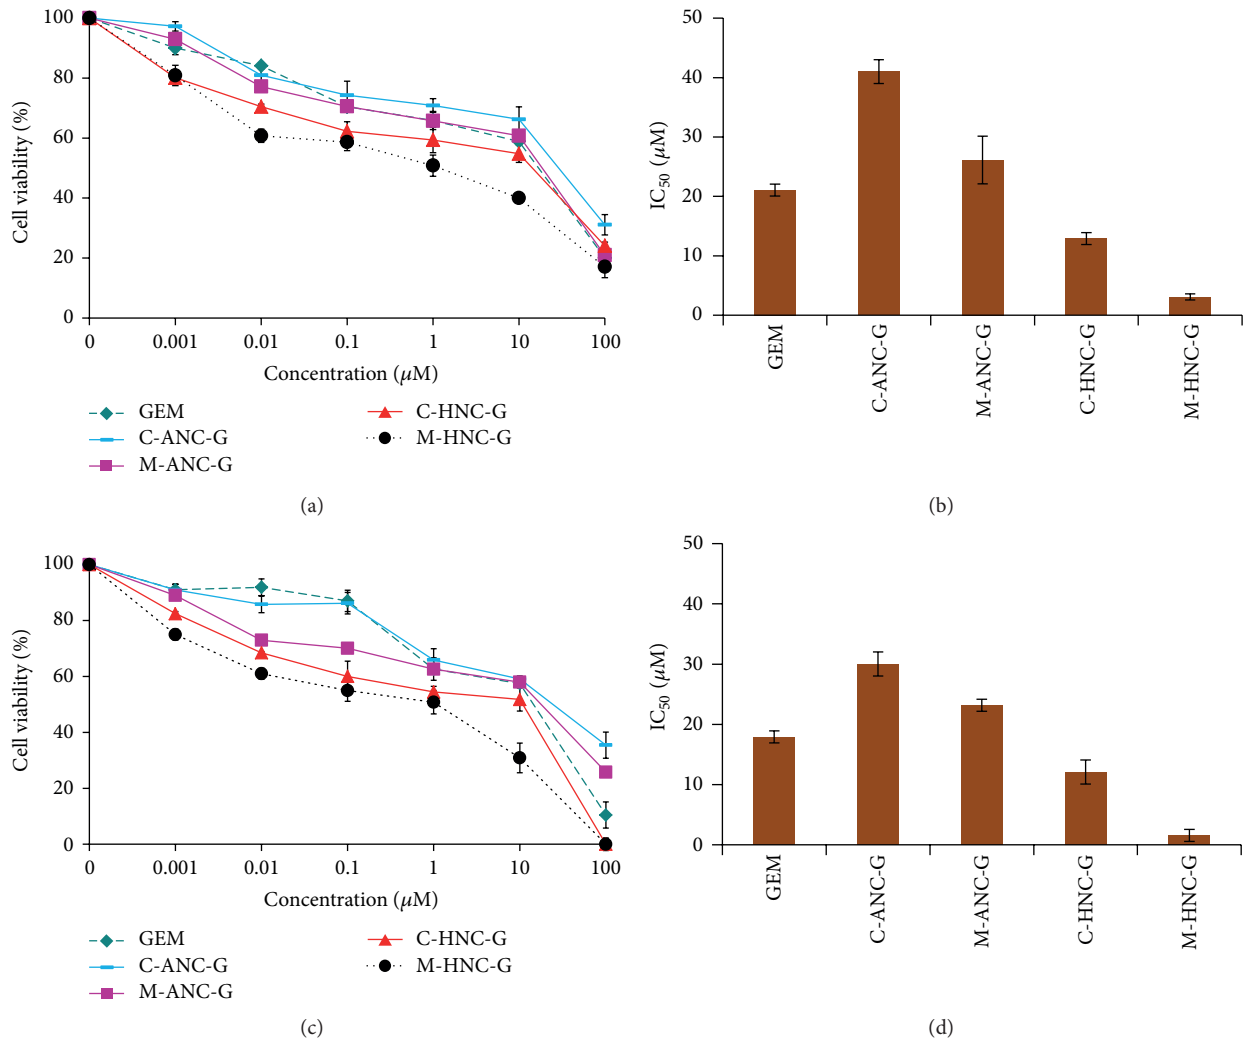 100
80
60
40
20
0
Cell viability (%)
0 0.001 0.01 0.1 1 10 100
Concentration (μM)
GEM
C-ANC-G
M-ANC-G
C-HNC-G
M-HNC-G
(a)
50
40
30
20
10
0
IC50 (μM)
GEM
C-ANC-G
M-ANC-G
C-HNC-G
M-HNC-G
(b)
100
80
60
40
20
0
Cell viability (%)
0 0.001 0.01 0.1 1 10 100
Concentration (μM)
GEM
C-ANC-G
M-ANC-G
C-HNC-G
M-HNC-G
(c)
50
40
30
20
10
0
IC50 (μM)
GEM
C-ANC-G
M-ANC-G
C-HNC-G
M-HNC-G
(d)